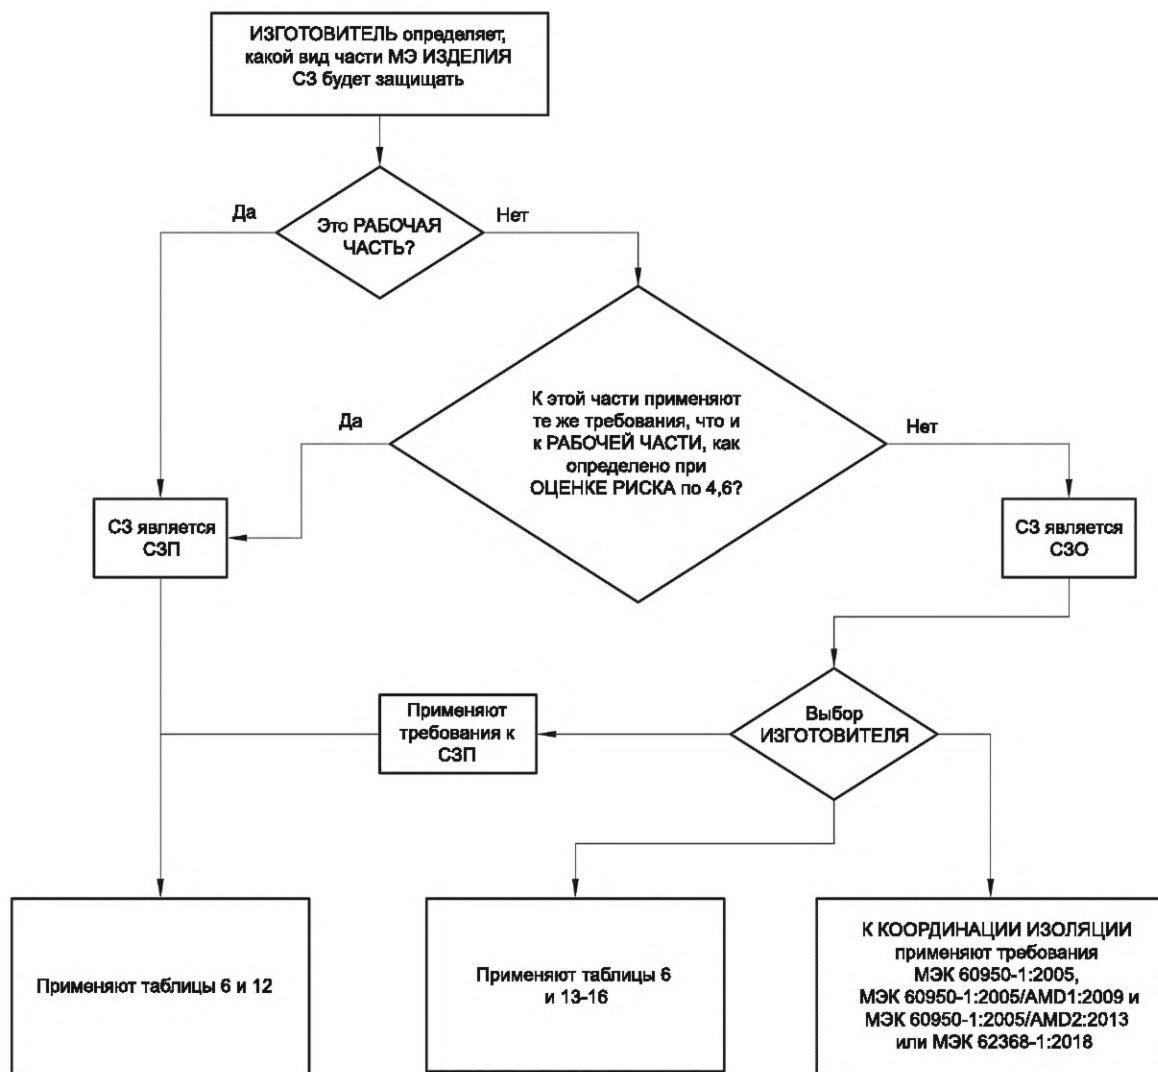 ИЗГОТОВИТЕЛЬ определяет,
какой вид части МЭ ИЗДЕЛИЯ
СЗ будет защищать
Да
Это РАБОЧАЯ
ЧАСТЬ?
Нет
К этой части применяют
те же требования, что и
к РАБОЧЕЙ ЧАСТИ, как
определено при
ОЦЕНКЕ РИСКА по 4,6?
Да
Нет
СЗ является
СЗП
СЗ является
СЗО
Применяют
требования к
СЗП
Выбор
ИЗГОТОВИТЕЛЯ
Применяют таблицы 6 и 12
Применяют таблицы 6
и 13-16
К КООРДИНАЦИИ ИЗОЛЯЦИИ
применяют требования
МЭК 60950-1:2005,
МЭК 60950-1:2005/AMD1:2009 и
МЭК 60950-1:2005/AMD2:2013
или МЭК 62368-1:2018